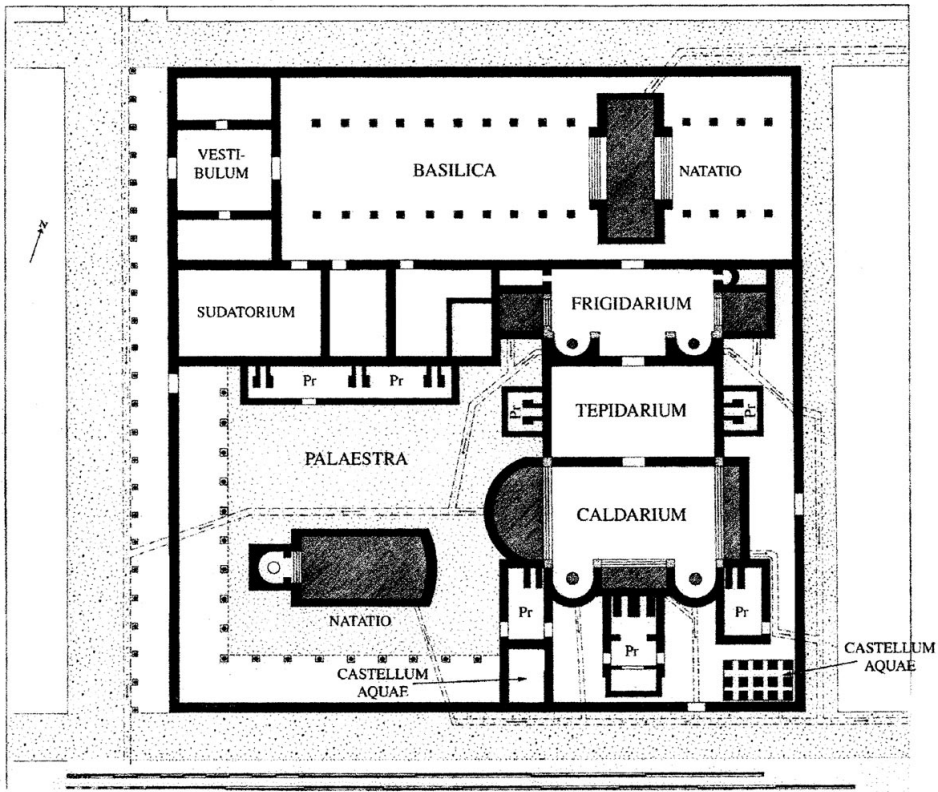 VESTI-
BULUM
BASILICA
NATATIO
N
SUDATORIUM
FRIGIDARIUM
Pr
Pr
Pr
TEPIDARIUM
Pr
PALAESTRA
CALDARIUM
Pr
Pr
NATATIO
Pr
CASTELLUM
AQUAE
CASTELLUM
AQUAE